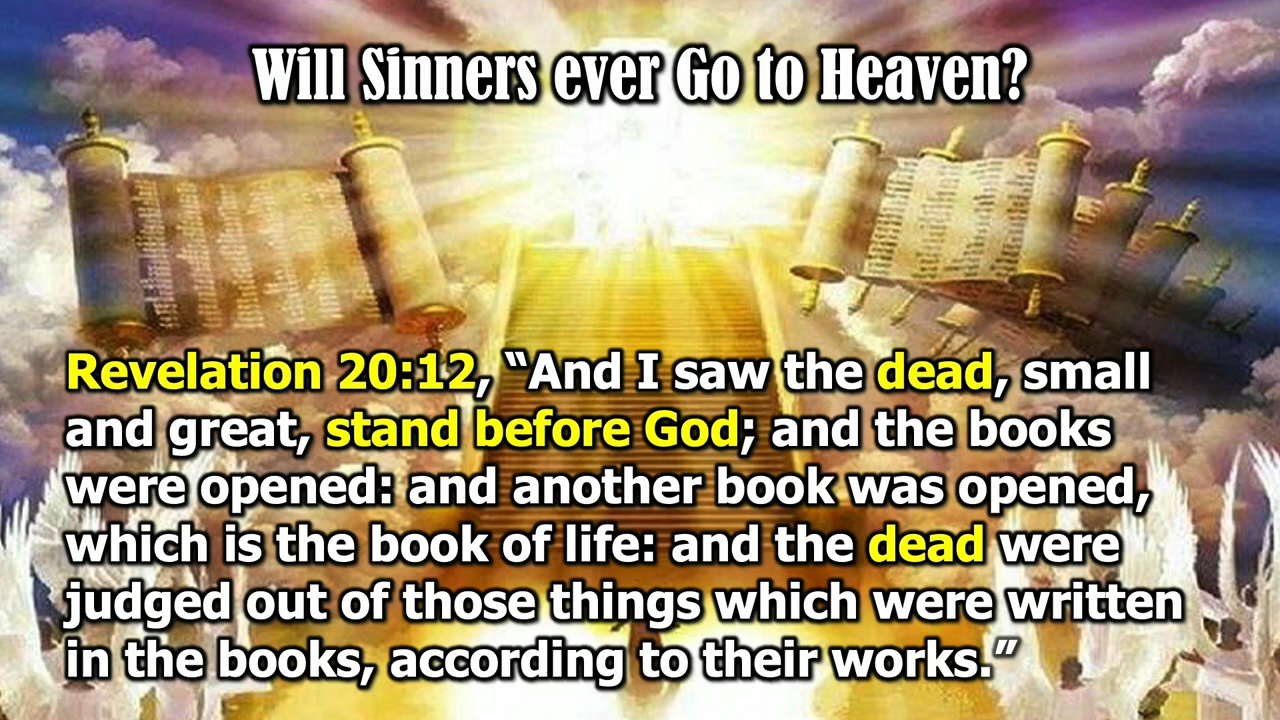 Will Sinners ever Go to Heaven?
Revelation 20:12, “And I saw the dead, small
and great, stand before God; and the books
were opened: and another book was opened,
which is the book of life: and the dead were
judged out of those things which were written
in the books, according to their works.”